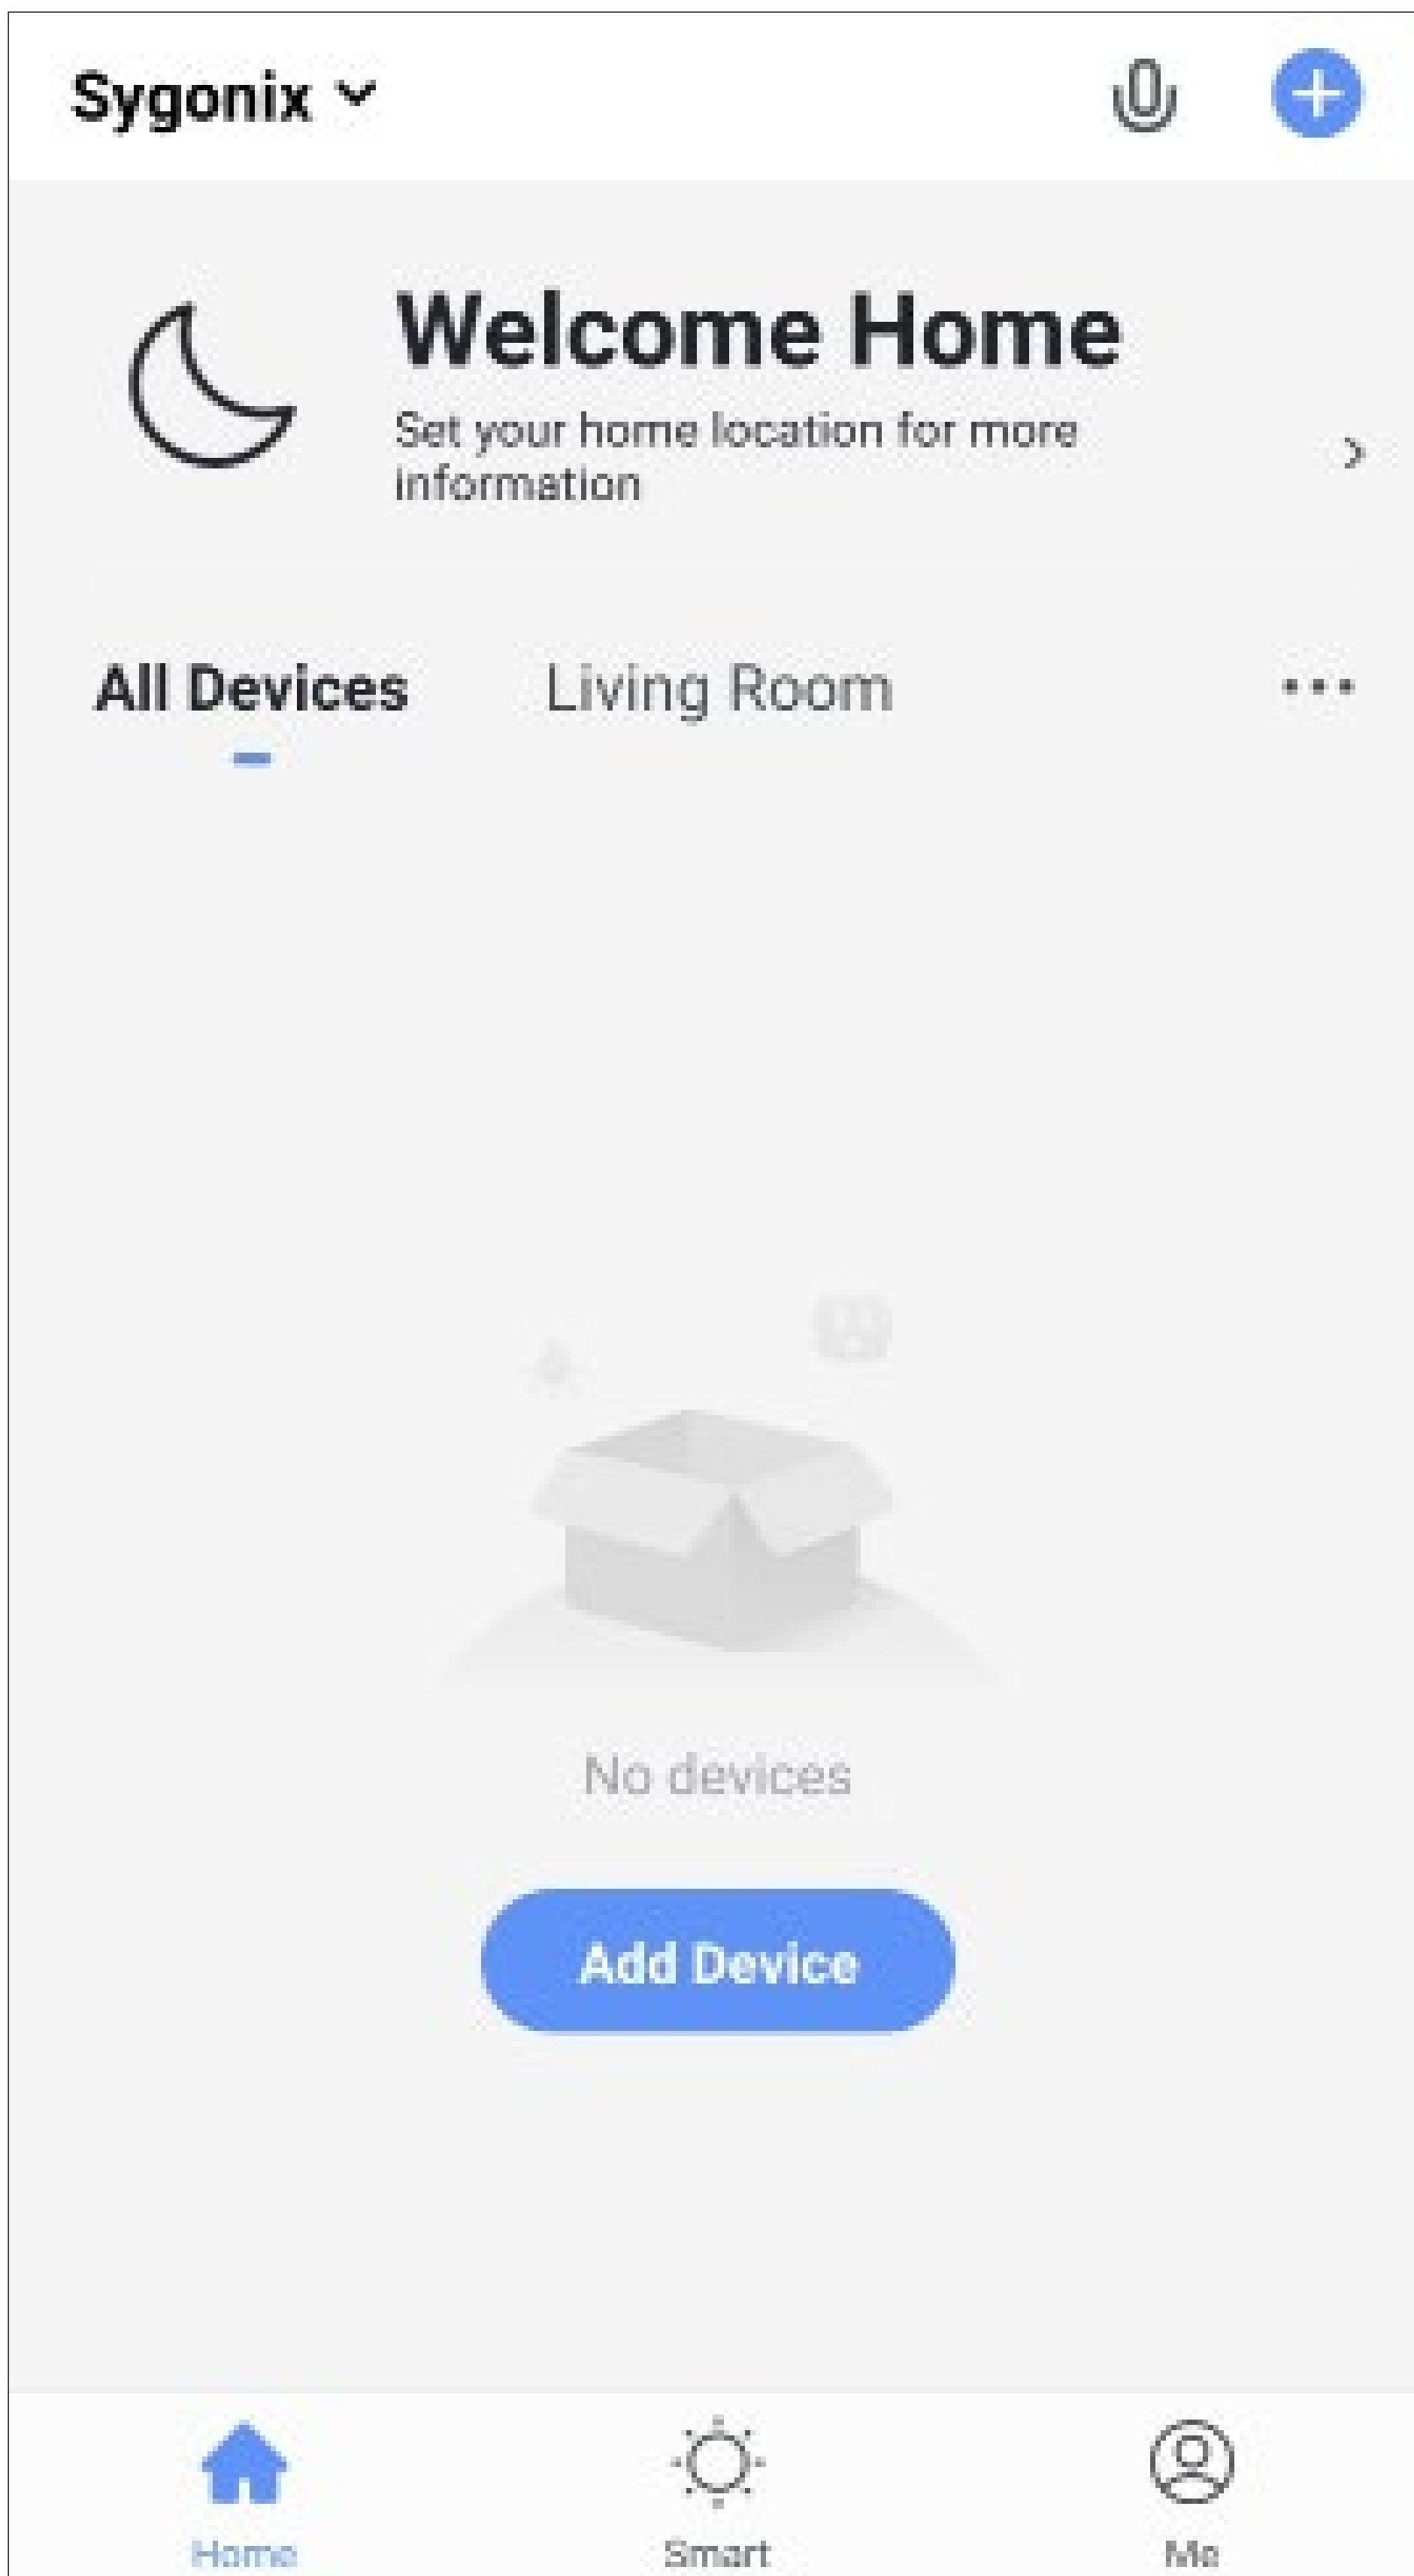 Sygonix
Welcome Home
Set your home location for more
information
All Devices
Living Room
No devices
Add Device
Home
Smart
Me